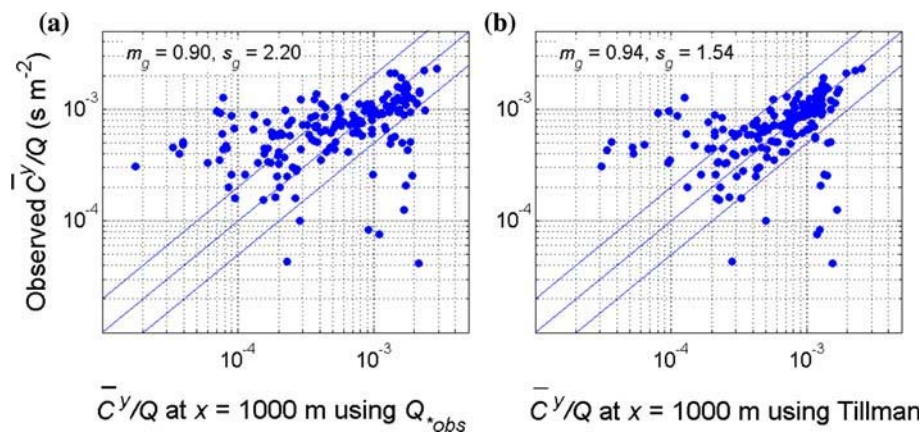 (a)
(b)
m_g = 0.90, s_g = 2.20
m_g = 0.94, s_g = 1.54
Observed C̅^y/Q (s m^-2)
10^-3
10^-4
10^-3
10^-4
10^-4 10^-3
10^-4 10^-3
C̅^y/Q at x = 1000 m using Q_*obs
C̅^y/Q at x = 1000 m using Tillman